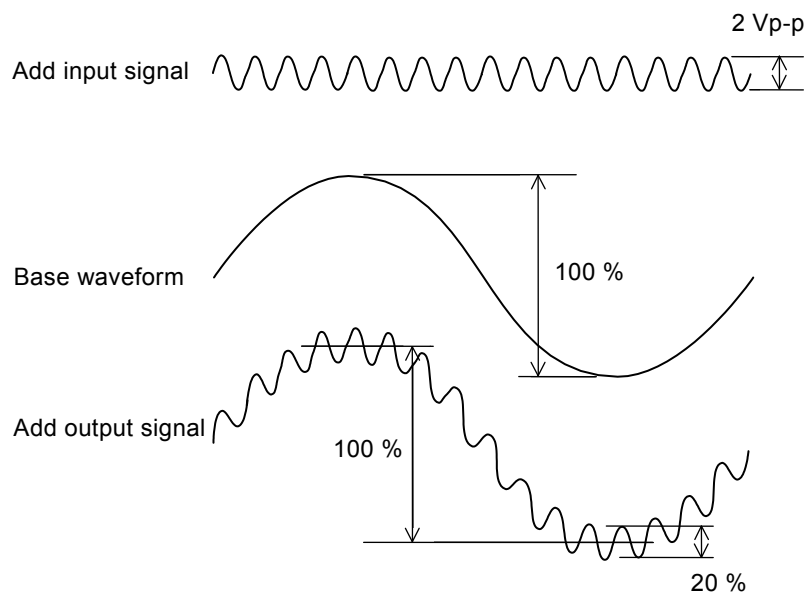 2 Vp-p
Add input signal
Base waveform
100 %
Add output signal
100 %
20 %